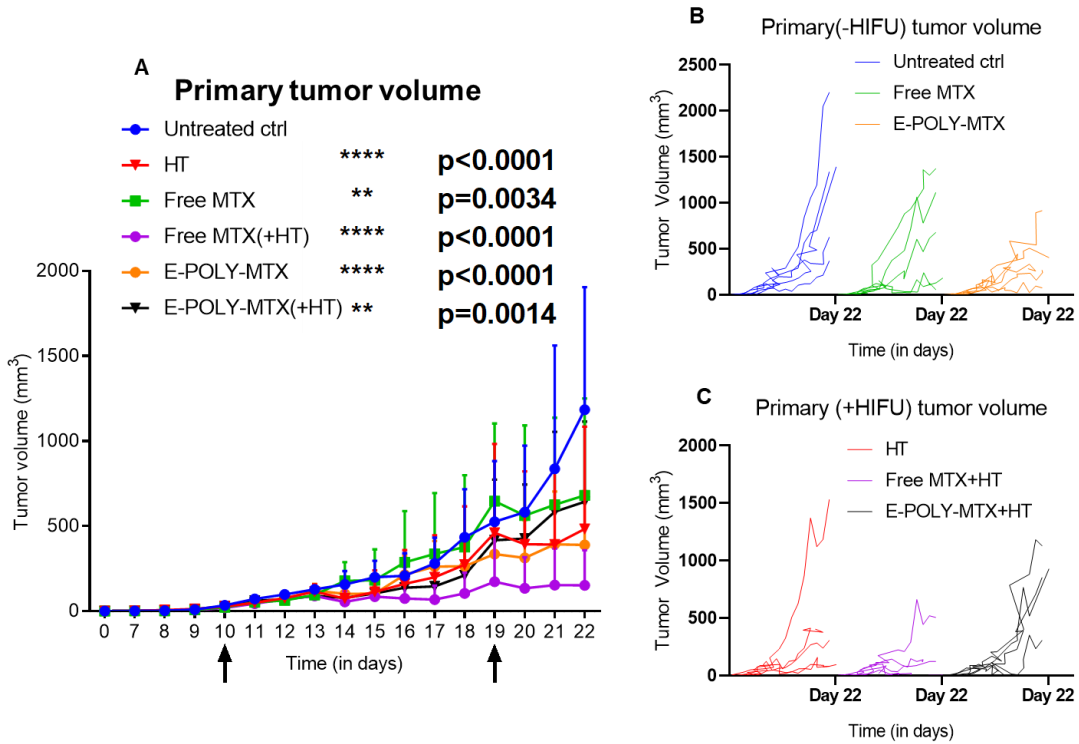 A
Primary tumor volume
Untreated ctrl
HT **** p<0.0001
Free MTX ** p=0.0034
Free MTX(+HT) **** p<0.0001
E-POLY-MTX **** p<0.0001
E-POLY-MTX(+HT) ** p=0.0014
Tumor volume (mm³)
2000
1500
1000
500
0
0 7 8 9 10 11 12 13 14 15 16 17 18 19 20 21 22
Time (in days)
B
Primary(-HIFU) tumor volume
Untreated ctrl
Free MTX
E-POLY-MTX
Tumor Volume (mm³)
2500
2000
1500
1000
500
0
Day 22 Day 22 Day 22
Time (in days)
C
Primary (+HIFU) tumor volume
HT
Free MTX+HT
E-POLY-MTX+HT
Tumor Volume (mm³)
2000
1500
1000
500
0
Day 22 Day 22 Day 22
Time (in days)